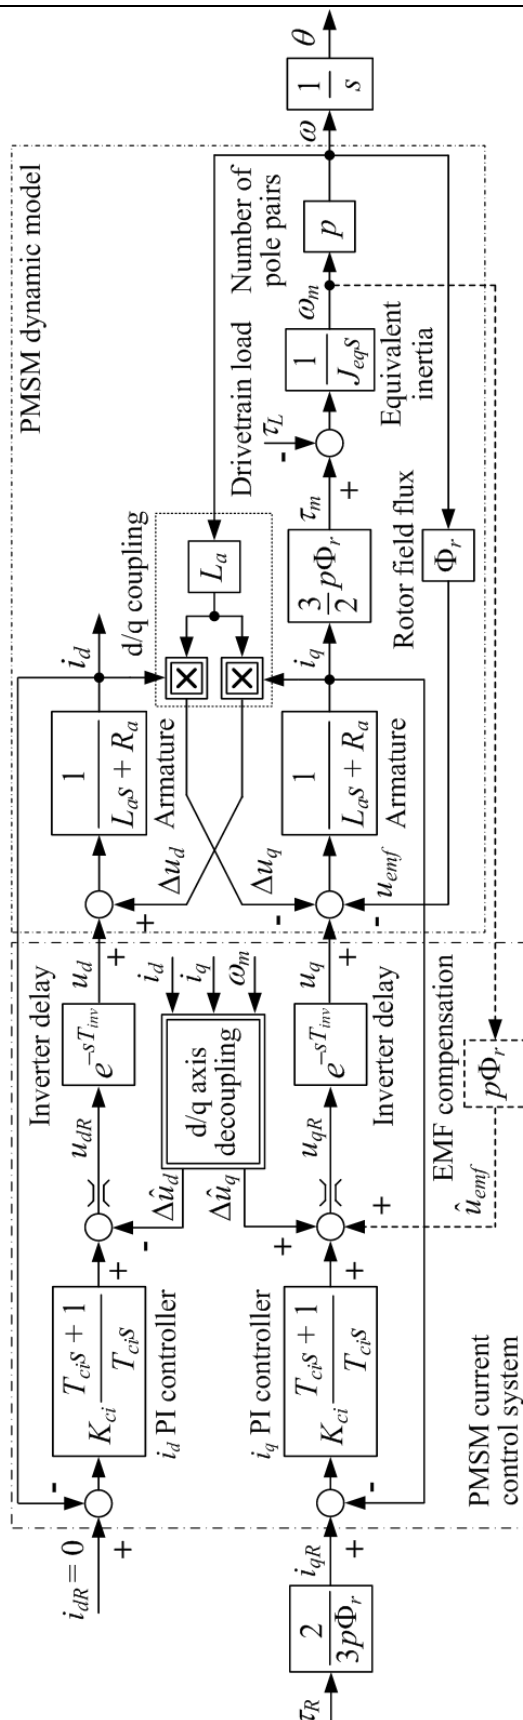 PMSM dynamic model
PMSM current
control system
i_dR = 0
+
-
K_ci (T_ci s + 1)/(T_ci s)
i_d PI controller
+
-
u_dR
Inverter delay
e^{-sT_inv}
u_d
+
+
Δu_d
1/(L_a s + R_a)
Armature
i_d
d/q coupling
L_a
×
×
Δû_d
Δû_q
d/q axis
decoupling
i_d
i_q
ω_m
τ_R
2/(3pΦ_r)
i_qR
+
-
K_ci (T_ci s + 1)/(T_ci s)
i_q PI controller
+
+
+
u_qR
Inverter delay
e^{-sT_inv}
u_q
+
-
-
Δu_q
u_emf
1/(L_a s + R_a)
Armature
i_q
3/2 pΦ_r
τ_m
+
-
τ_L
Drivetrain load
1/(J_eq s)
Equivalent
inertia
ω_m
Number of
pole pairs
p
ω
1/s
θ
Rotor field flux
Φ_r
EMF compensation
pΦ_r
û_emf